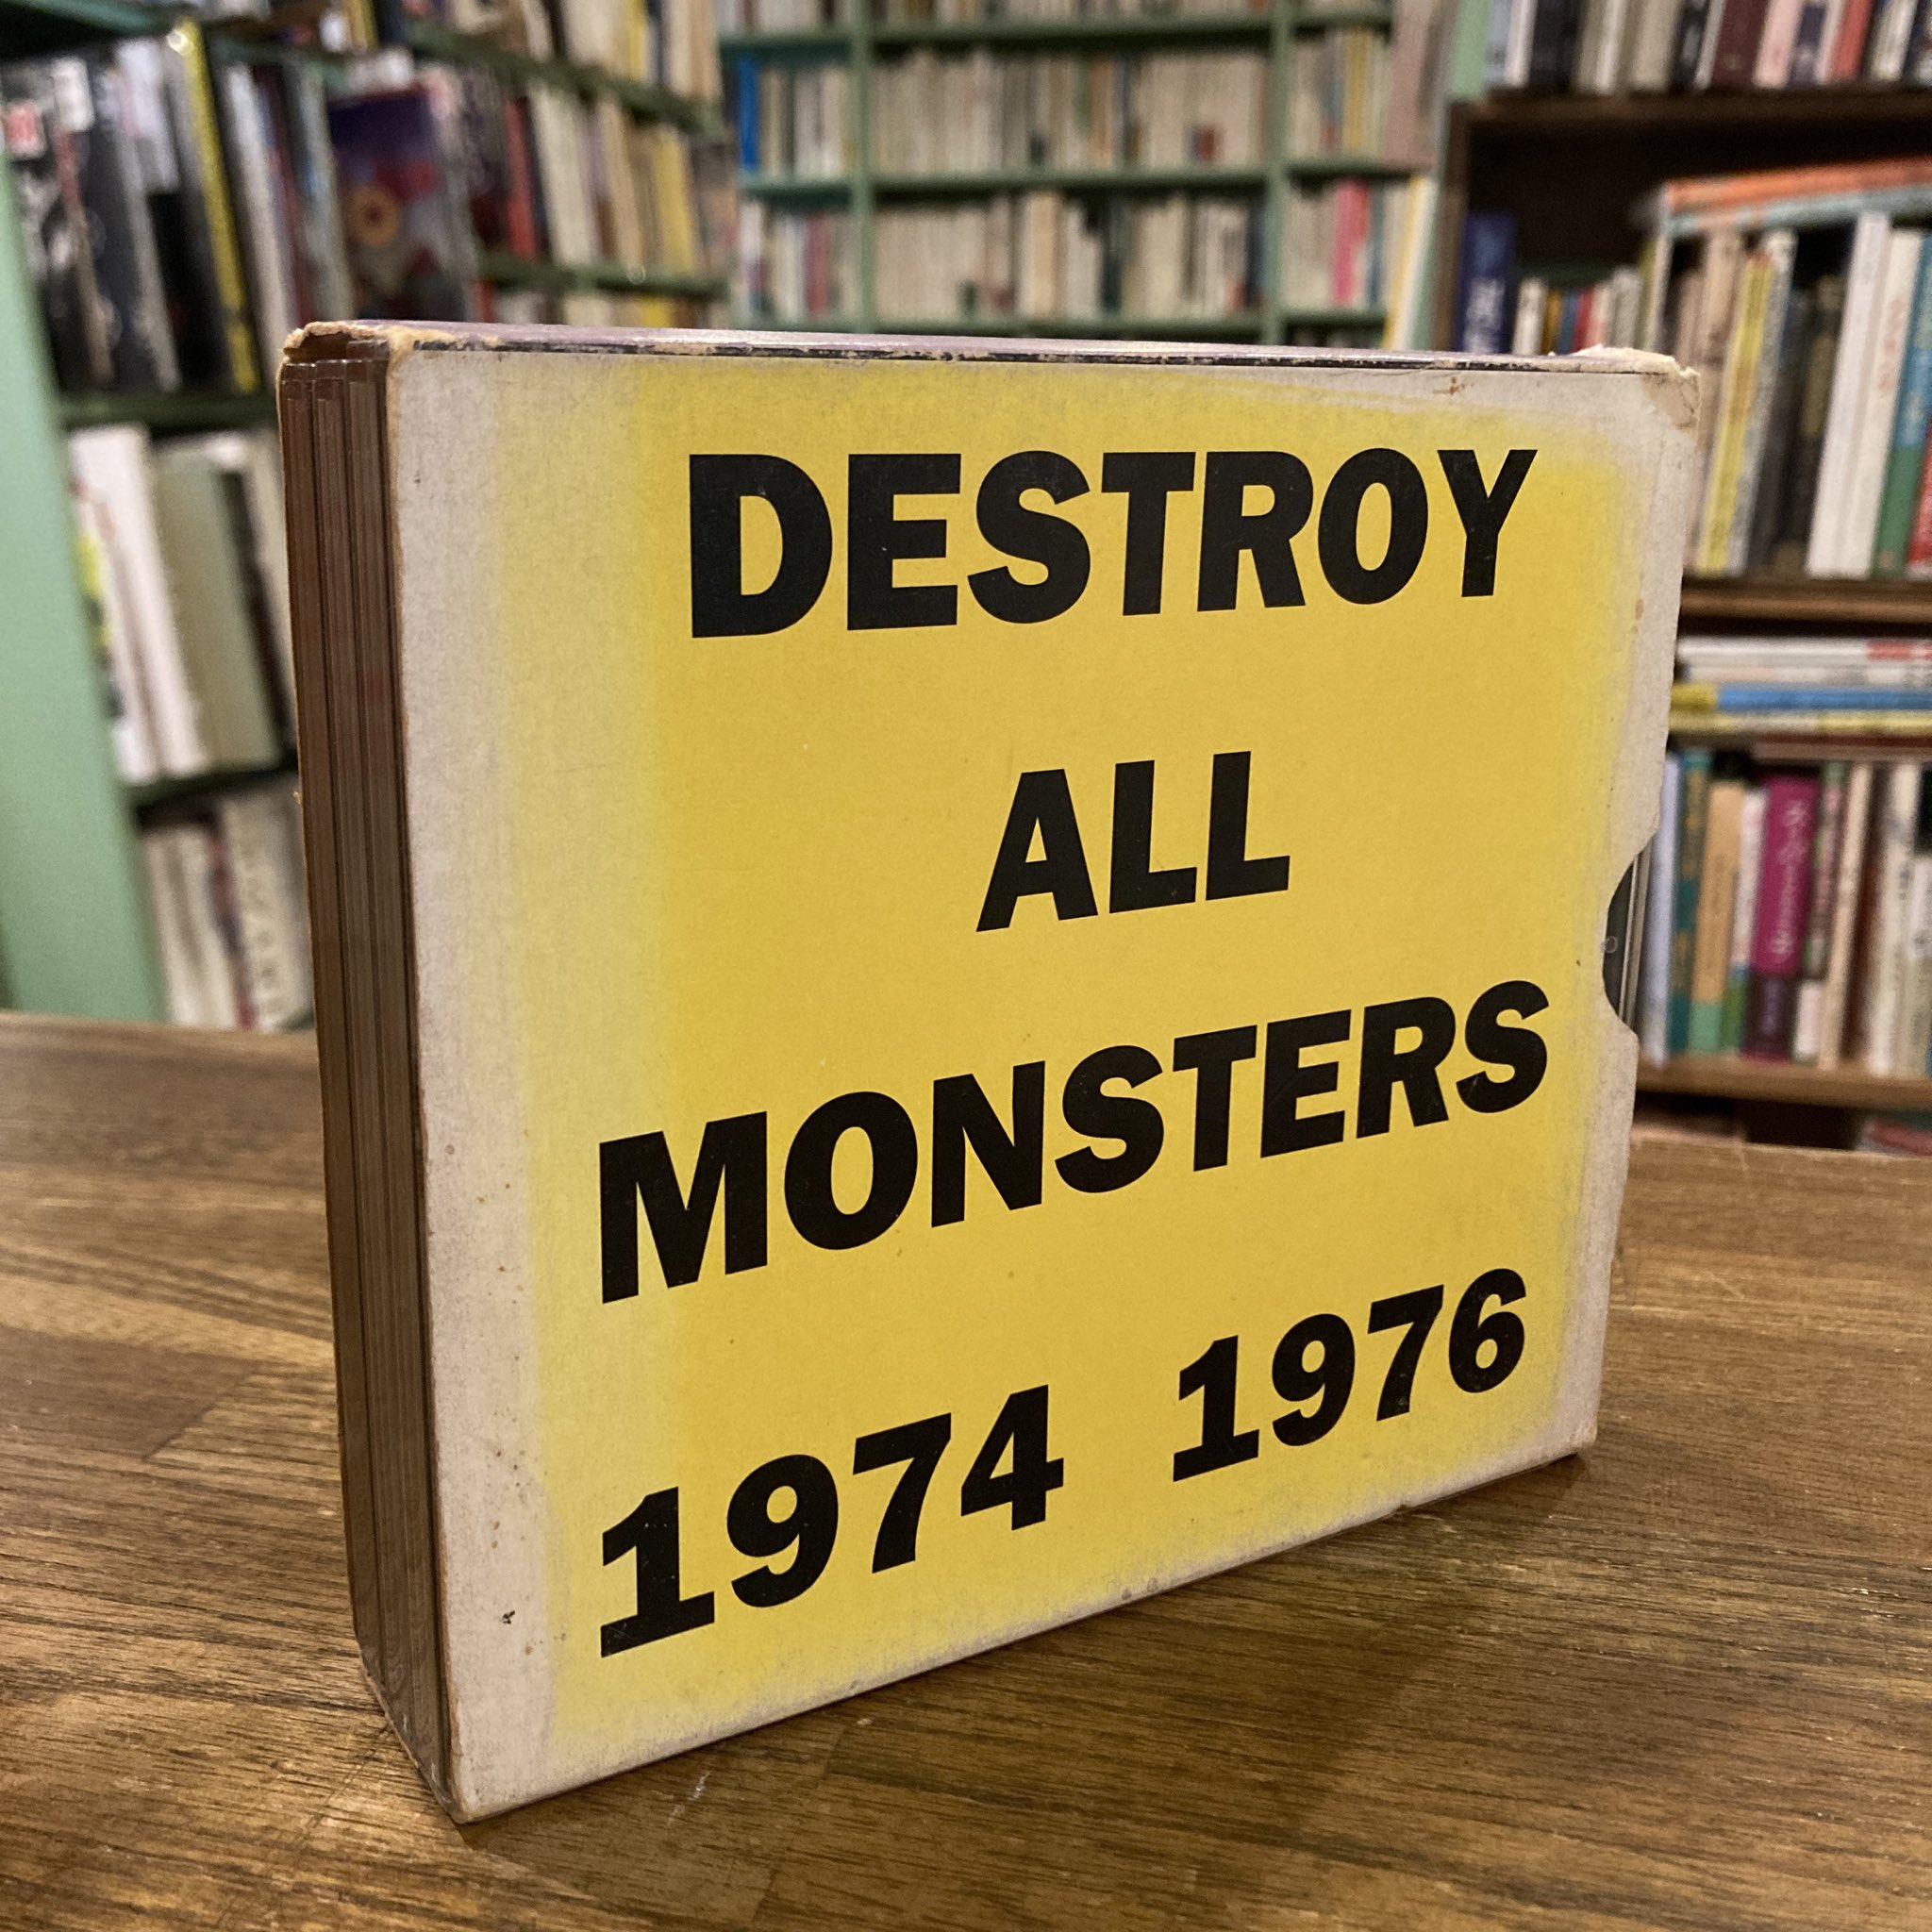 DESTROY
ALL
MONSTERS
1974 1976